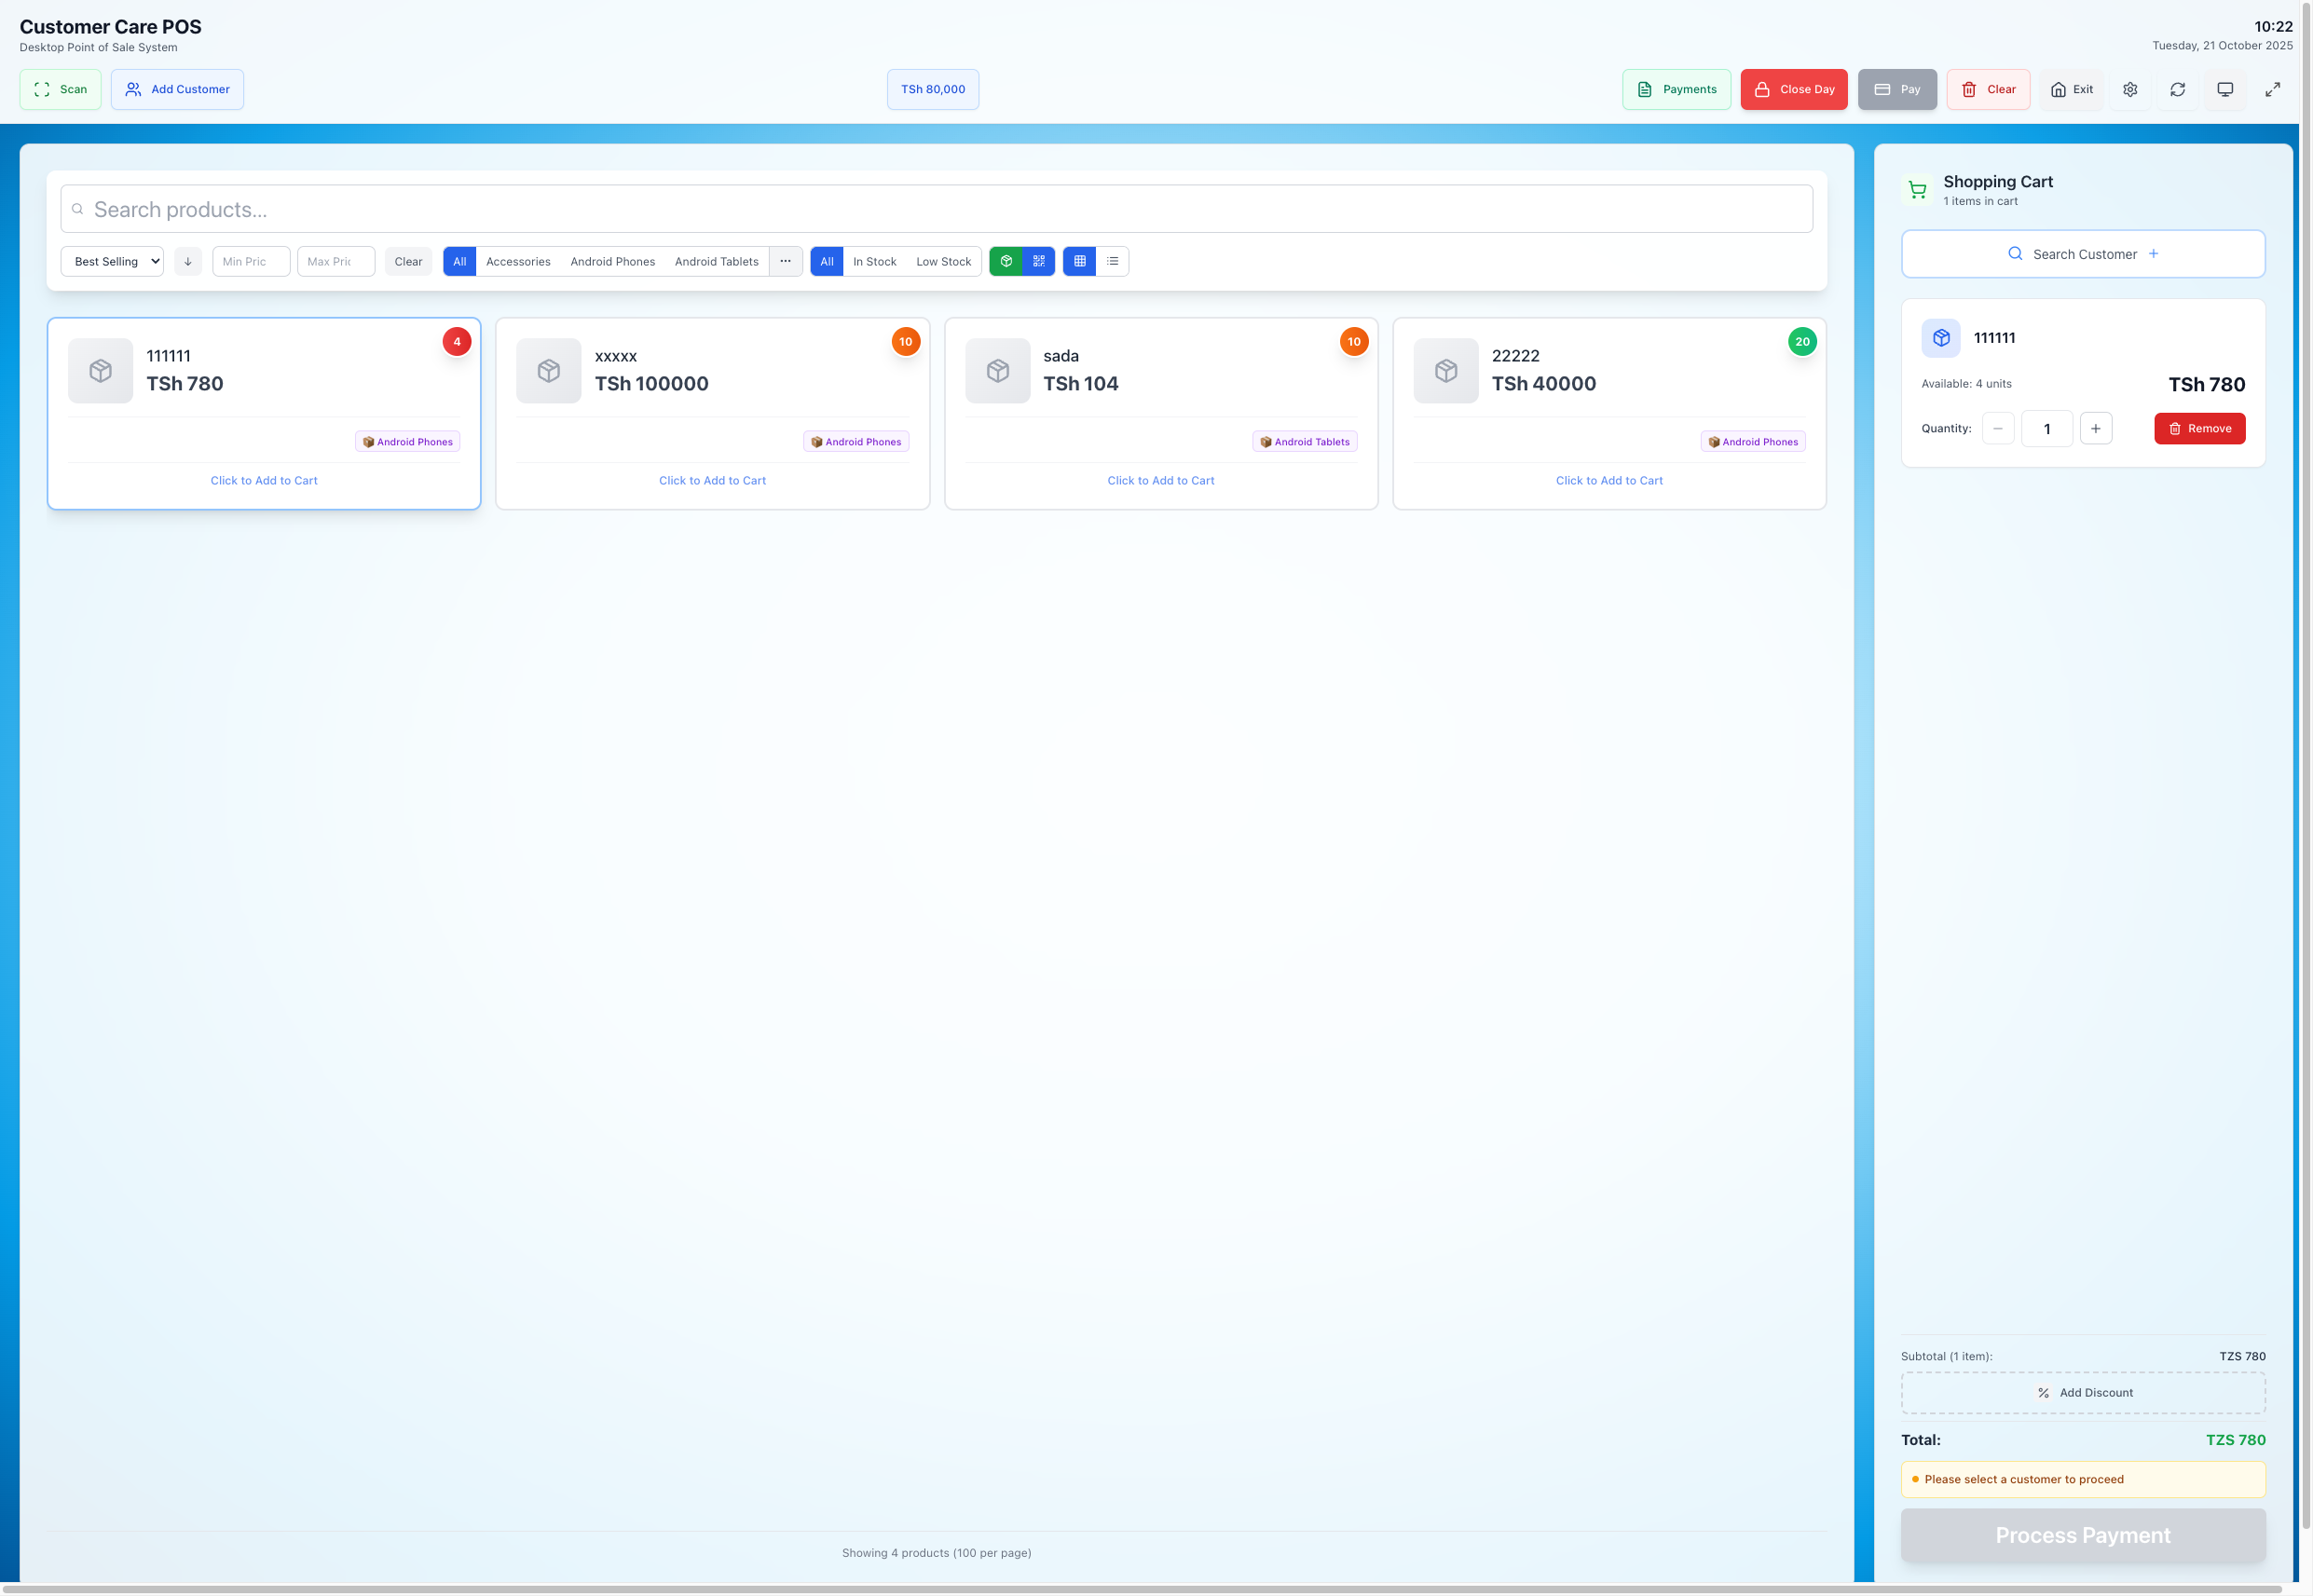 Customer Care POS
Desktop Point of Sale System
10:22
Tuesday, 21 October 2025
Scan
Add Customer
TSh 80,000
Payments
Close Day
Pay
Clear
Exit
Search products...
Best Selling
Min Pric
Max Pric
Clear
All
Accessories
Android Phones
Android Tablets
...
All
In Stock
Low Stock
111111
TSh 780
4
📦 Android Phones
Click to Add to Cart
xxxxx
TSh 100000
10
📦 Android Phones
Click to Add to Cart
sada
TSh 104
10
📦 Android Tablets
Click to Add to Cart
22222
TSh 40000
20
📦 Android Phones
Click to Add to Cart
Showing 4 products (100 per page)
Shopping Cart
1 items in cart
Search Customer +
111111
Available: 4 units
TSh 780
Quantity:
−
1
+
Remove
Subtotal (1 item):
TZS 780
Add Discount
Total:
TZS 780
Please select a customer to proceed
Process Payment